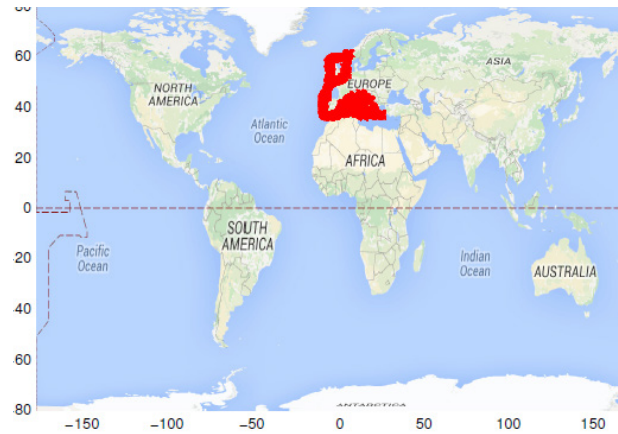 80
60
40
20
0
20
40
60
80
NORTH
AMERICA
EUROPE
ASIA
Atlantic
Ocean
AFRICA
SOUTH
AMERICA
Pacific
Ocean
Indian
Ocean
AUSTRALIA
ANTARCTICA
−150
−100
−50
0
50
100
150